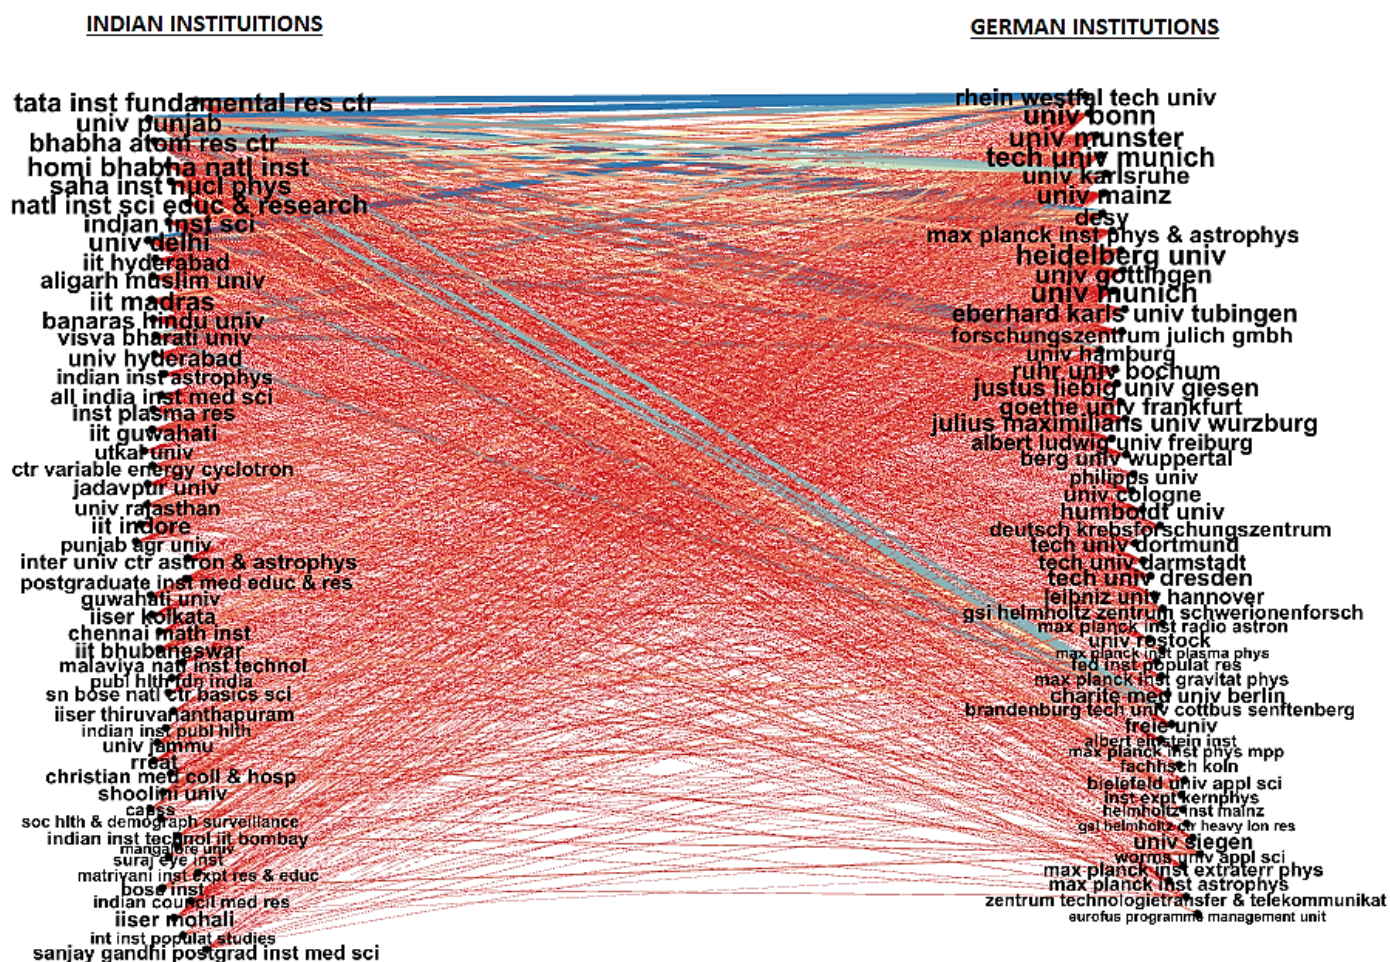 INDIAN INSTITUITIONS
tata inst fundamental res ctr
univ punjab
bhabha atom res ctr
homi bhabha natl inst
saha inst nucl phys
natl inst sci educ & research
indian inst sci
univ delhi
iit hyderabad
aligarh muslim univ
iit madras
banaras hindu univ
visva bharati univ
univ hyderabad
indian inst astrophys
all india inst med sci
inst plasma res
iit guwahati
utkal univ
ctr variable energy cyclotron
jadavpur univ
univ rajasthan
iit indore
punjab agr univ
inter univ ctr astron & astrophys
postgraduate inst med educ & res
guwahati univ
iiser kolkata
chennai math inst
iit bhubaneswar
malaviya natl inst technol
publ hlth fdn india
sn bose natl ctr basics sci
iiser thiruvananthapuram
indian inst publ hlth
univ jammu
rreat
christian med coll & hosp
shoolini univ
capss
soc hlth & demograph surveillance
indian inst technol iit bombay
mangalore univ
suraj eye inst
matrivani inst expt res & educ
bose inst
indian council med res
iiser mohali
int inst populat studies
sanjay gandhi postgrad inst med sci
GERMAN INSTITUTIONS
rhein westfal tech univ
univ bonn
univ munster
tech univ munich
univ karlsruhe
univ mainz
desy
max planck inst phys & astrophys
heidelberg univ
univ gottingen
univ munich
eberhard karls univ tubingen
forschungszentrum julich gmbh
univ hamburg
ruhr univ bochum
justus liebig univ giesen
goethe univ frankfurt
julius maximilians univ wurzburg
albert ludwig univ freiburg
berg univ wuppertal
philipps univ
univ cologne
humboldt univ
deutsch krebsforschungszentrum
tech univ dortmund
tech univ darmstadt
tech univ dresden
leibniz univ hannover
gsi helmholtz zentrum schwerionenforsch
max planck inst radio astron
univ rostock
max planck inst plasma phys
fed inst populat res
max planck inst gravitat phys
charite med univ berlin
brandenburg tech univ cottbus senftenberg
freie univ
albert einstein inst
max planck inst phys mpp
fachhsch koln
bielefeld univ appl sci
inst expt kernphys
helmholtz inst mainz
gsi helmholtz ctr heavy ion res
univ siegen
worms univ appl sci
max planck inst extraterr phys
max planck inst astrophys
zentrum technologietransfer & telekommunikat
eurofus programme management unit